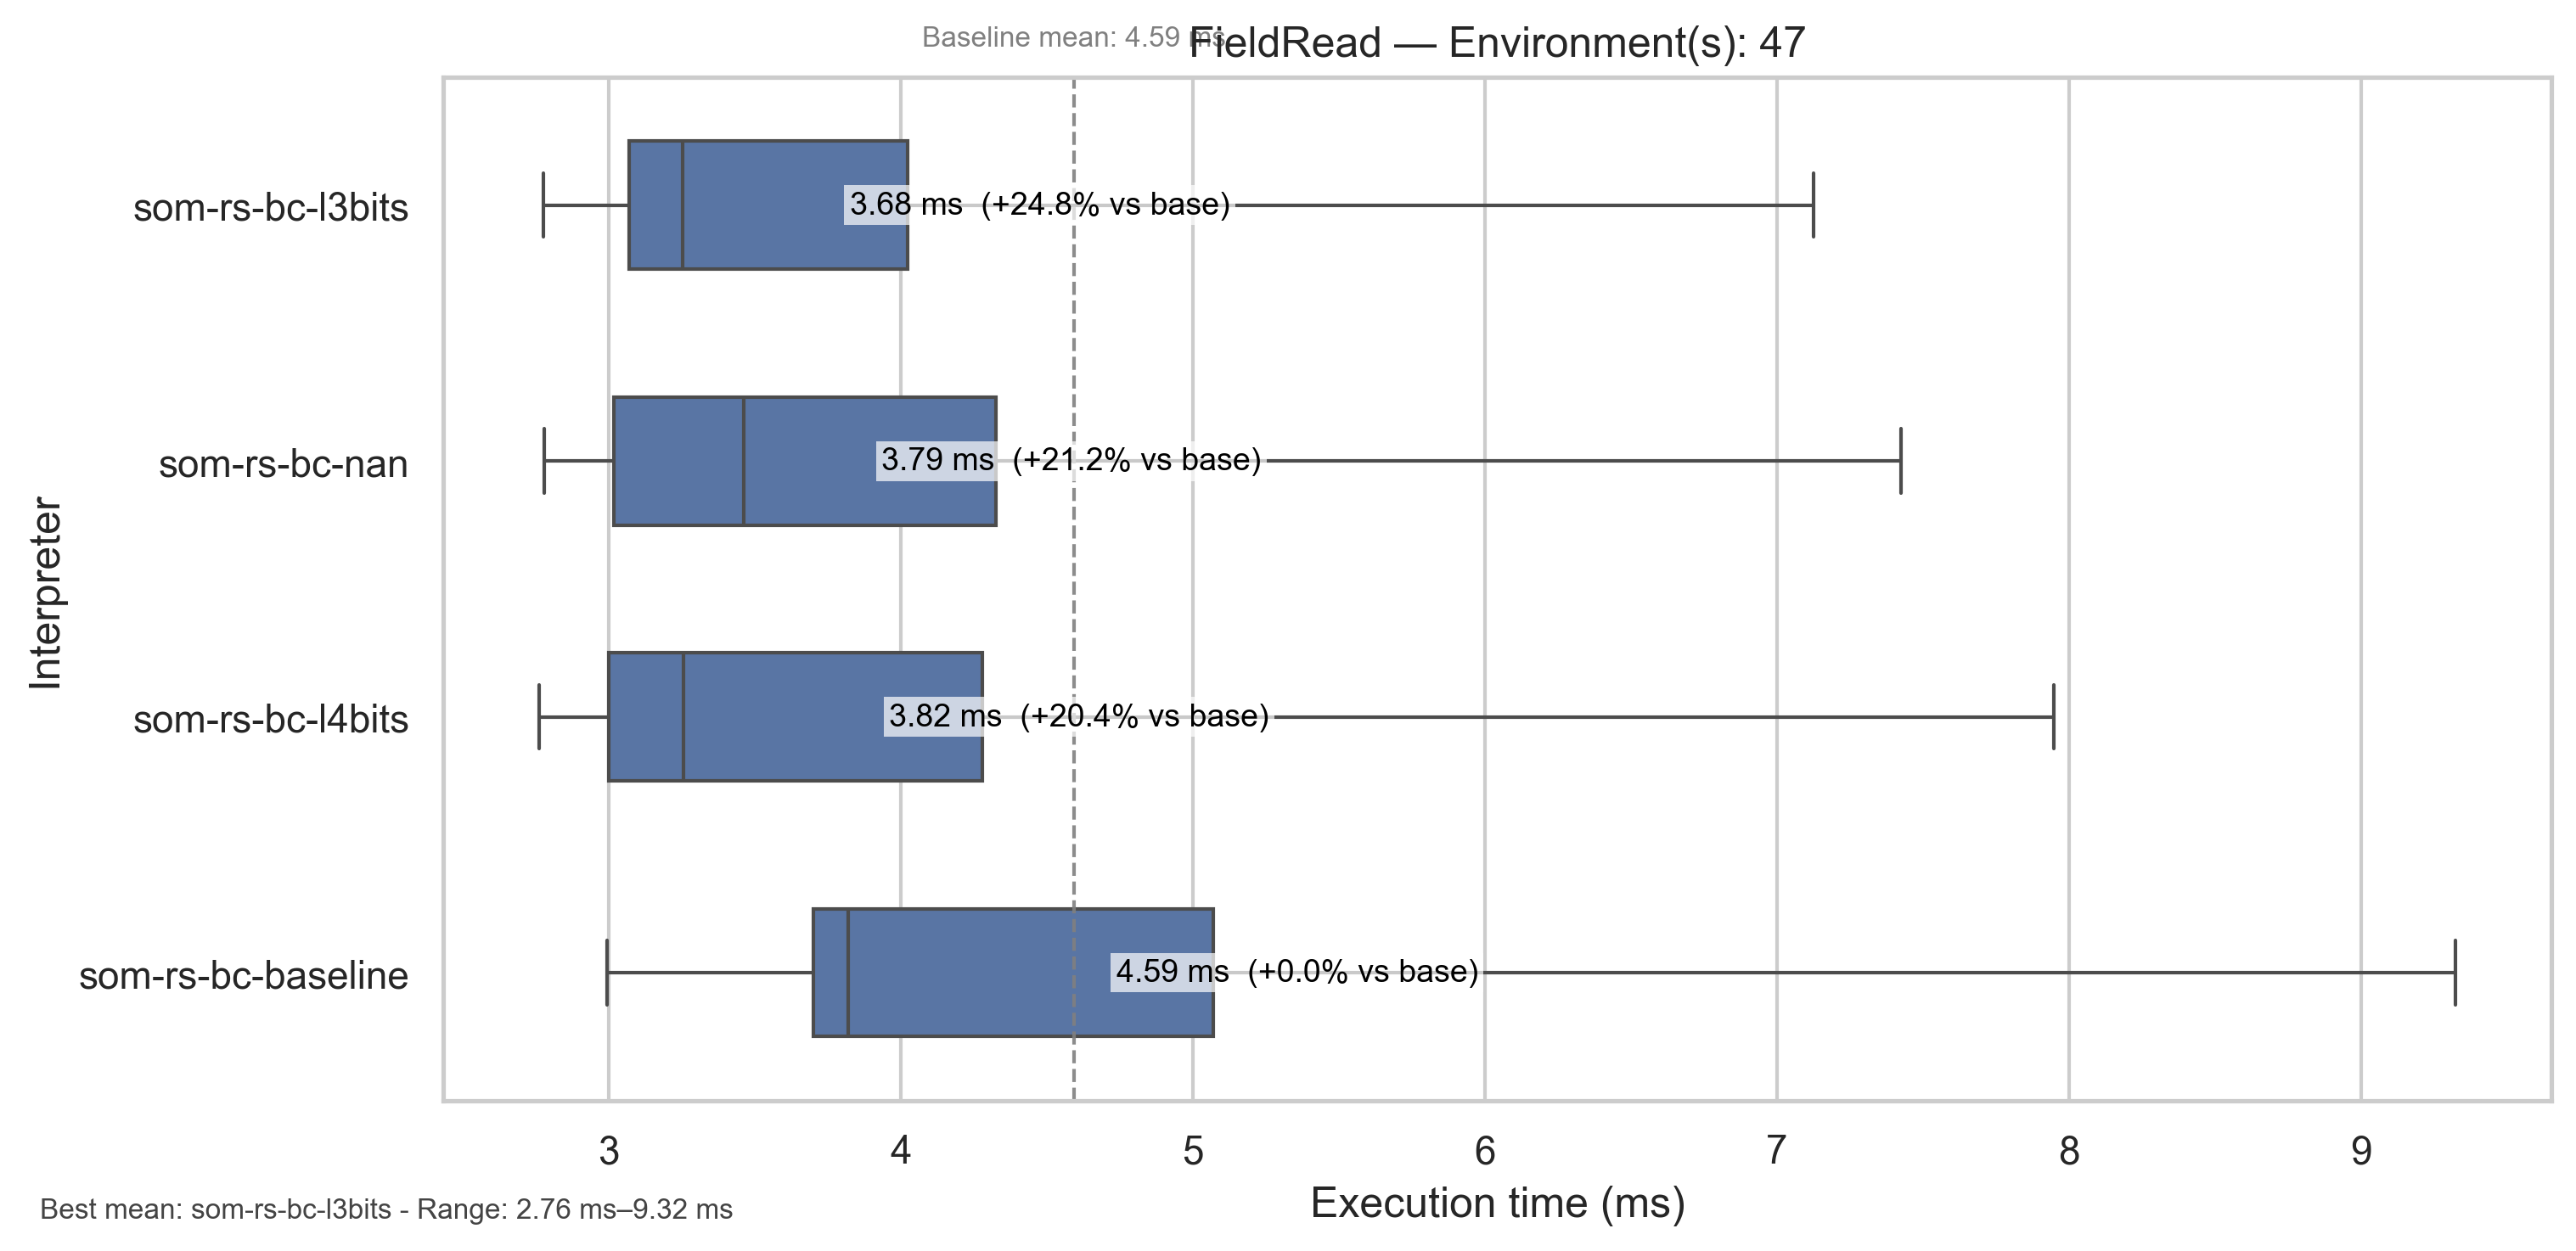 Baseline mean: 4.59 ms
FieldRead — Environment(s): 47
som-rs-bc-l3bits
3.68 ms (+24.8% vs base)
som-rs-bc-nan
3.79 ms (+21.2% vs base)
Interpreter
som-rs-bc-l4bits
3.82 ms (+20.4% vs base)
som-rs-bc-baseline
4.59 ms (+0.0% vs base)
3 4 5 6 7 8 9
Execution time (ms)
Best mean: som-rs-bc-l3bits - Range: 2.76 ms–9.32 ms